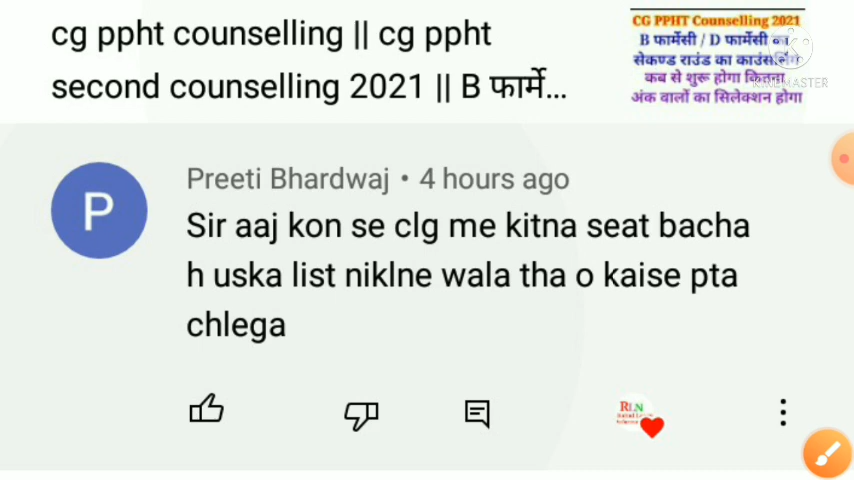 cg ppht counselling || cg ppht
second counselling 2021 || B फार्मे...
CG PPHT Counselling 2021
B फार्मेसी / D फार्मेसी का
सेकण्ड राउंड का काउंसलिंग
कब से शुरू होगा कितना
अंक वालों का सिलेक्शन होगा
KINEMASTER
P
Preeti Bhardwaj • 4 hours ago
Sir aaj kon se clg me kitna seat bacha
h uska list niklne wala tha o kaise pta
chlega